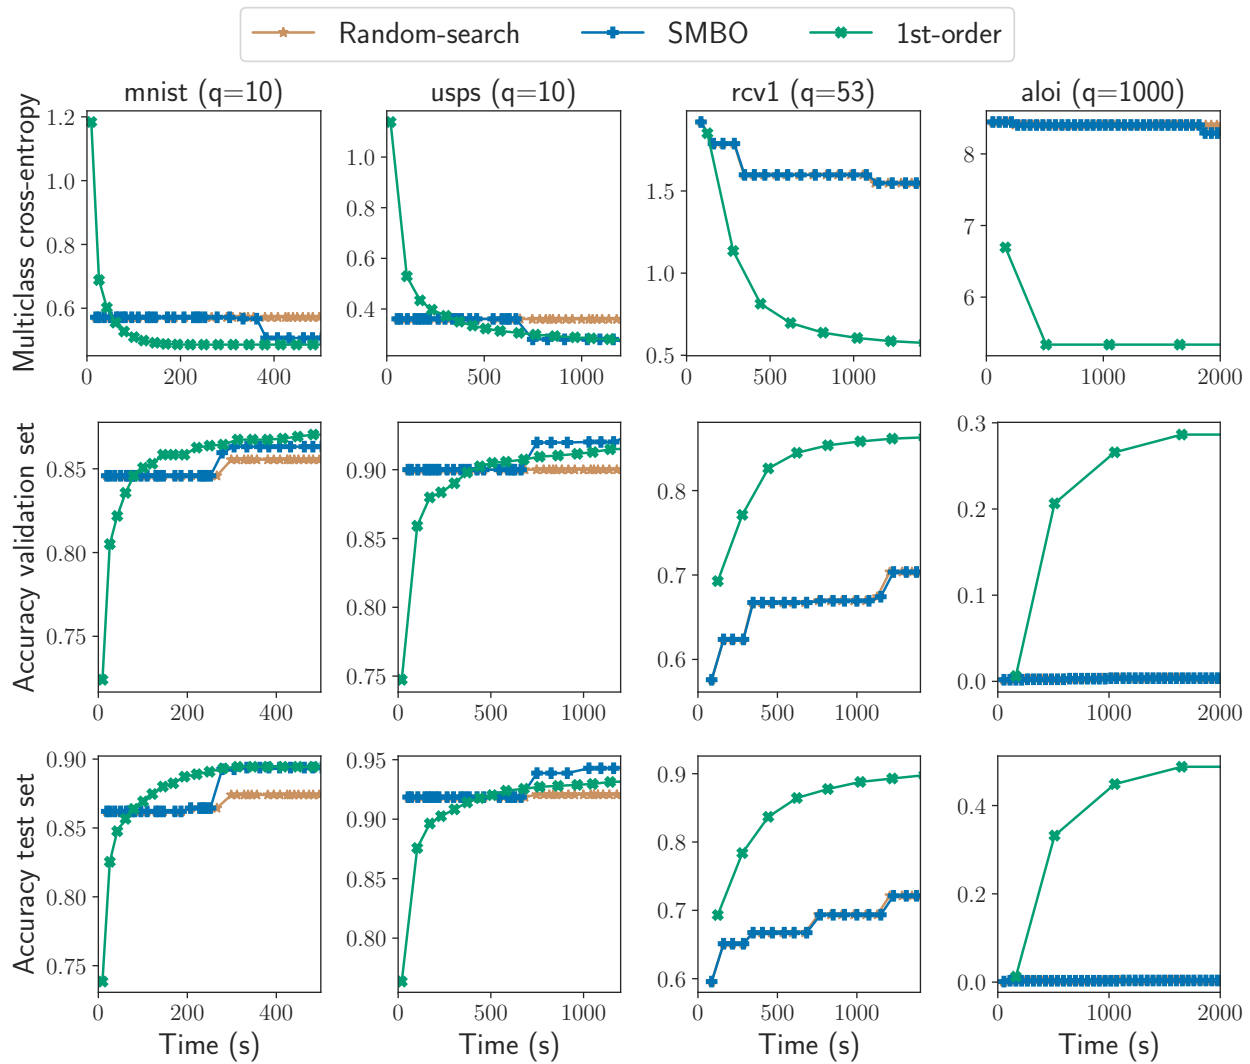 Random-search SMBO 1st-order
mnist (q=10) usps (q=10) rcv1 (q=53) aloi (q=1000)
Multiclass cross-entropy
1.2
1.0
0.8
0.6
0 200 400
1.0
0.8
0.6
0.4
0 500 1000
1.5
1.0
0.5
0 500 1000
8
7
6
0 1000 2000
Accuracy validation set
0.85
0.80
0.75
0 200 400
0.90
0.85
0.80
0.75
0 500 1000
0.8
0.7
0.6
0 500 1000
0.3
0.2
0.1
0.0
0 1000 2000
Accuracy test set
0.90
0.85
0.80
0.75
0 200 400
0.95
0.90
0.85
0.80
0 500 1000
0.9
0.8
0.7
0.6
0 500 1000
0.4
0.2
0.0
0 1000 2000
Time (s) Time (s) Time (s) Time (s)